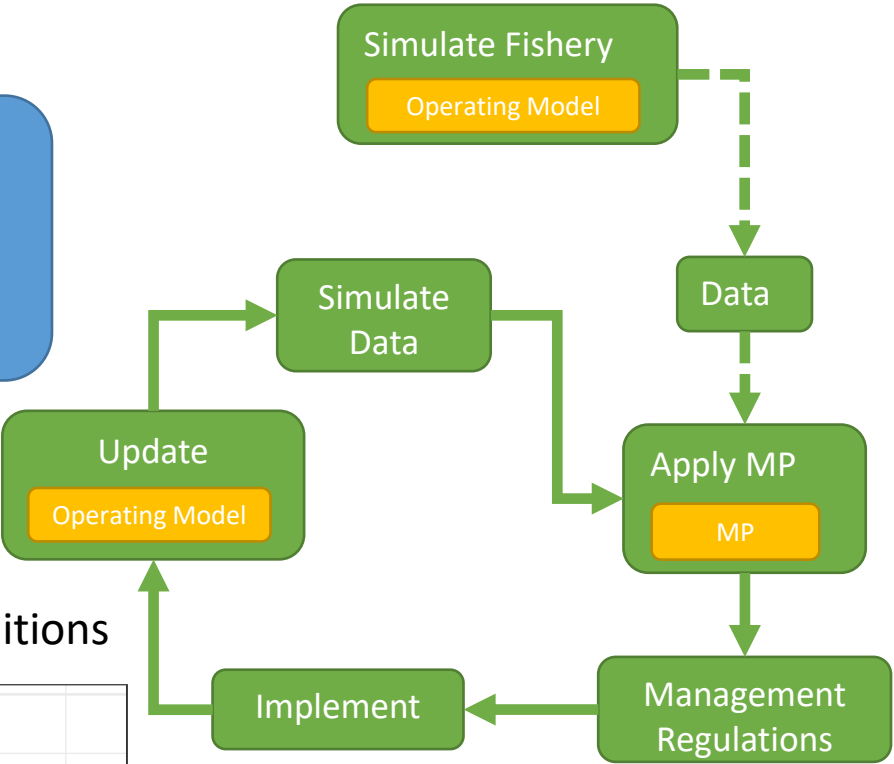 Simulate Fishery
Operating Model
Data
Simulate
Data
Update
Operating Model
Apply MP
MP
itions
Implement
Management
Regulations